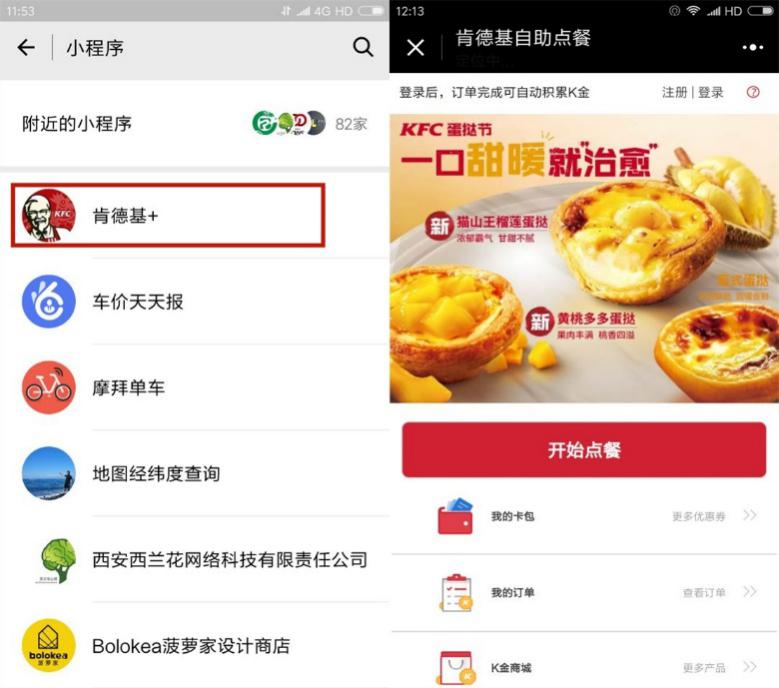 11:53
4G HD
小程序
附近的小程序
82家
KFC
肯德基+
车价天天报
摩拜单车
地图经纬度查询
西安西兰花网络科技有限责任公司
bolokea
菠萝家
Bolokea菠萝家设计商店
12:13
HD
肯德基自助点餐
定位中...
登录后，订单完成可自动积累K金
注册 | 登录
?
KFC 蛋挞节
一口甜暖就"治愈"
新 猫山王榴莲蛋挞
浓郁霸气 甘甜不腻
葡式蛋挞
新 黄桃多多蛋挞
果肉丰满 桃香四溢
开始点餐
我的卡包
更多优惠券
我的订单
查看订单
K金商城
更多产品